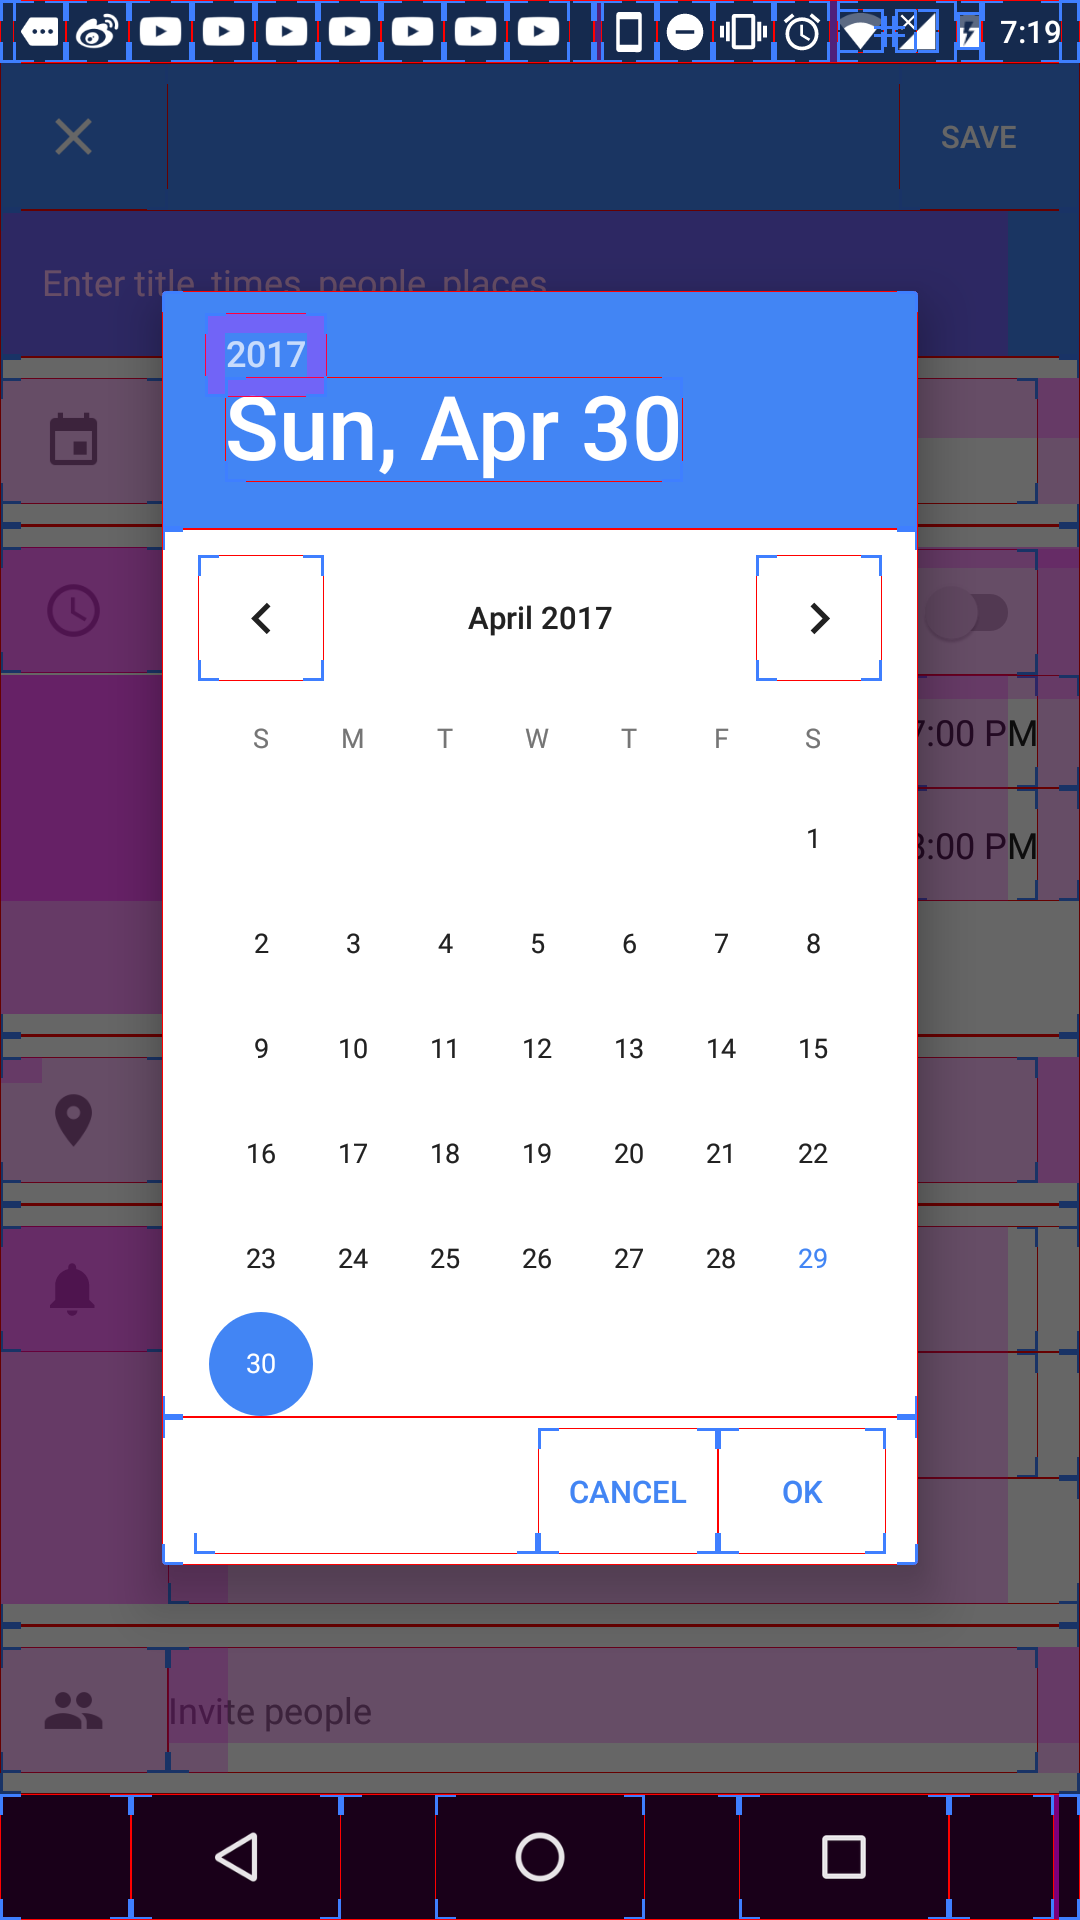 7:19
SAVE
Enter title, times, people, places
2017
Sun, Apr 30
April 2017
S M T W T F S
1
2 3 4 5 6 7 8
9 10 11 12 13 14 15
16 17 18 19 20 21 22
23 24 25 26 27 28 29
30
:00 PM
:00 PM
CANCEL OK
Invite people